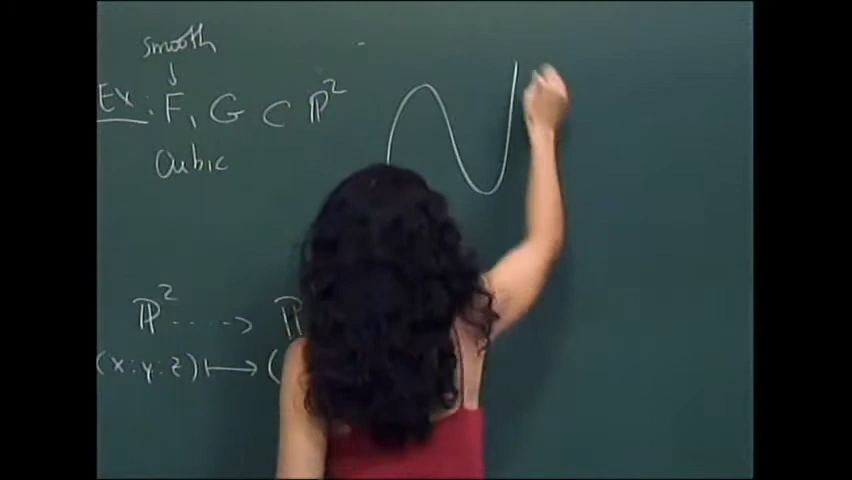 smooth
↓
Ex: F, G ⊂ ℙ²
cubic
ℙ² ----> ℙ
(x:y:z) ⟼ (